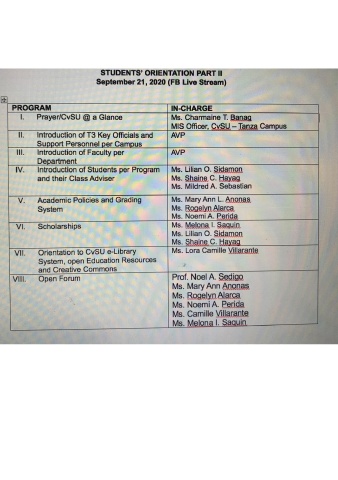 STUDENTS' ORIENTATION PART II
September 21, 2020 (FB Live Stream)
PROGRAM IN-CHARGE
I. Prayer/CvSU @ a Glance Ms. Charmaine T. Banag
MIS Officer, CvSU – Tanza Campus
II. Introduction of T3 Key Officials and AVP
Support Personnel per Campus
III. Introduction of Faculty per AVP
Department
IV. Introduction of Students per Program Ms. Lilian O. Sidamon
and their Class Adviser Ms. Shaine C. Hayag
Ms. Mildred A. Sebastian
V. Academic Policies and Grading Ms. Mary Ann L. Anonas
System Ms. Rogelyn Alarca
Ms. Noemi A. Perida
VI. Scholarships Ms. Melona I. Saquin
Ms. Lilian O. Sidamon
Ms. Shaine C. Hayag
VII. Orientation to CvSU e-Library Ms. Lora Camille Villarante
System, open Education Resources
and Creative Commons
VIII. Open Forum Prof. Noel A. Sedigo
Ms. Mary Ann Anonas
Ms. Rogelyn Alarca
Ms. Noemi A. Perida
Ms. Camille Villarante
Ms. Melona I. Saquin